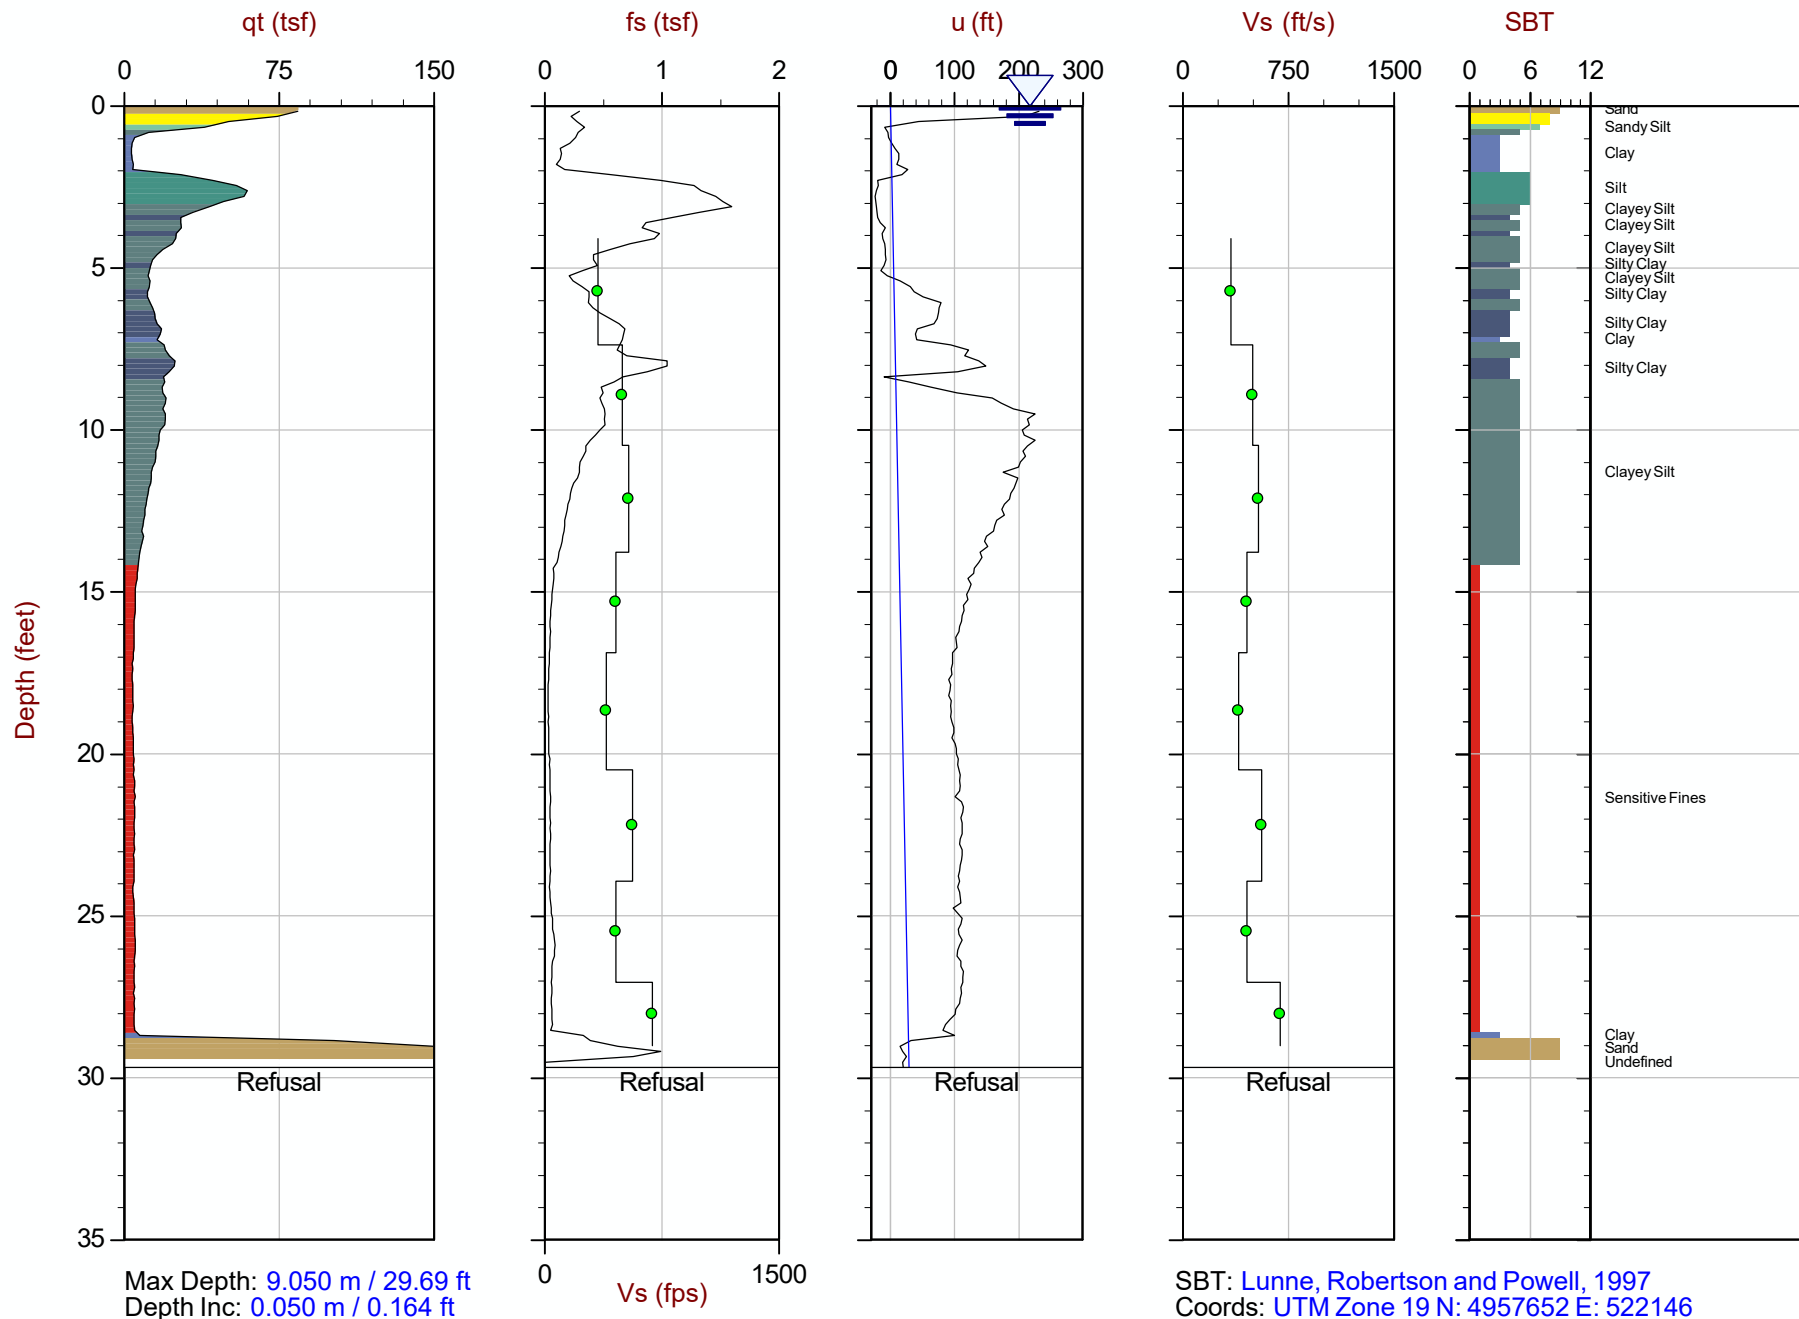 qt (tsf)
fs (tsf)
u (ft)
Vs (ft/s)
SBT
0 75 150
0 1 2
0 100 200 300
0 750 1500
0 6 12
0
5
10
15
20
25
30
35
Depth (feet)
Sand
Sandy Silt
Clay
Silt
Clayey Silt
Clayey Silt
Clayey Silt
Silty Clay
Clayey Silt
Silty Clay
Silty Clay
Clay
Silty Clay
Clayey Silt
Sensitive Fines
Clay
Sand
Undefined
Refusal
Refusal
Refusal
Refusal
0 1500
Vs (fps)
Max Depth: 9.050 m / 29.69 ft
Depth Inc: 0.050 m / 0.164 ft
SBT: Lunne, Robertson and Powell, 1997
Coords: UTM Zone 19 N: 4957652 E: 522146